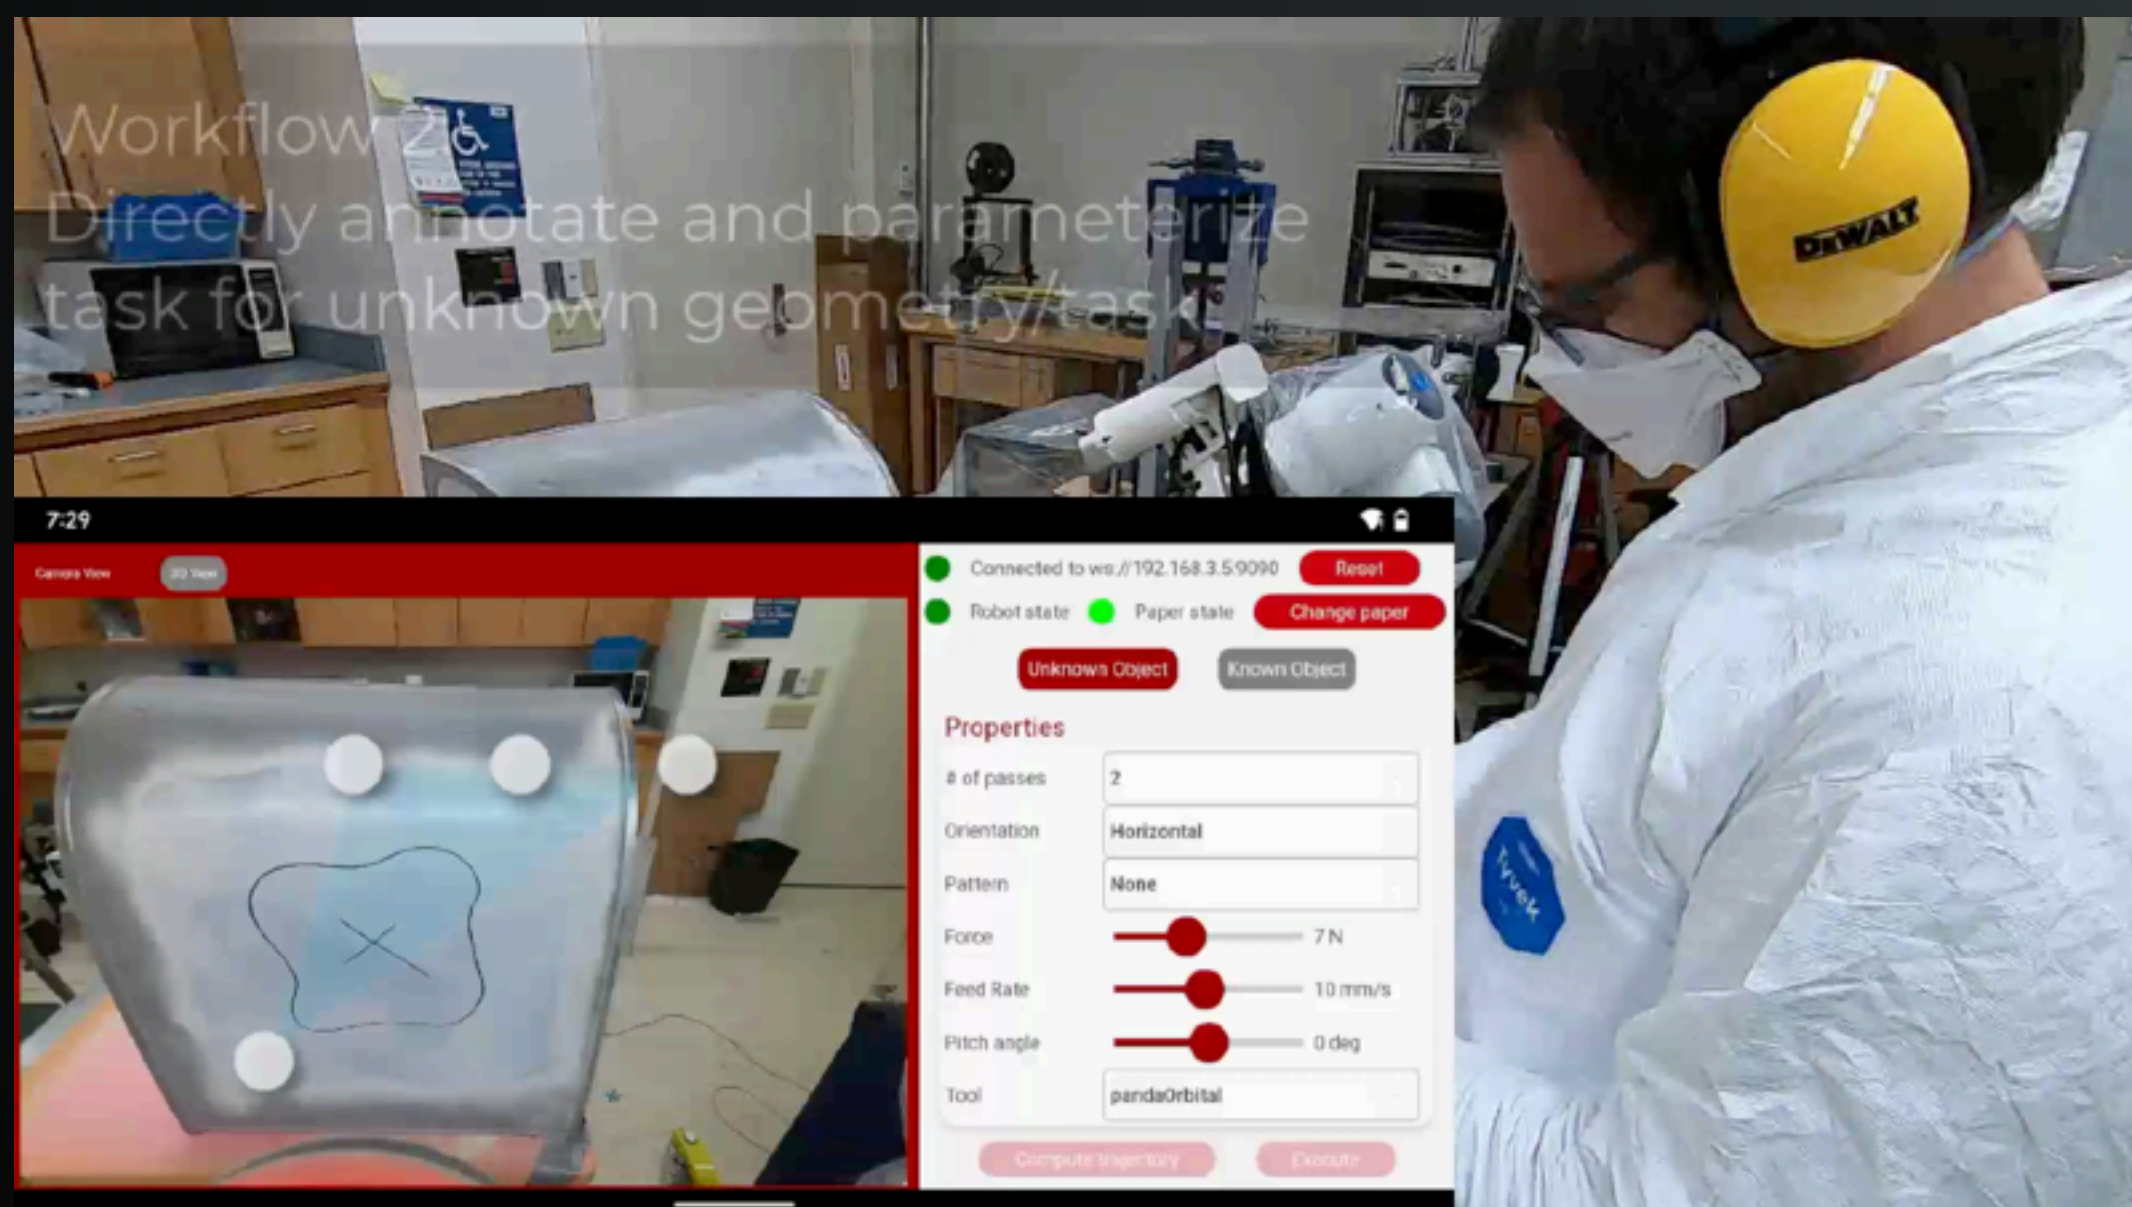 Workflow 2:
Directly annotate and parameterize
task for unknown geometry/task
DEWALT
7:29
Camera View
3D View
Connected to ws://192.168.3.5:9090
Reset
Robot state
Paper state
Change paper
Unknown Object
Known Object
Properties
# of passes
2
Orientation
Horizontal
Pattern
None
Force
7 N
Feed Rate
10 mm/s
Pitch angle
0 deg
Tool
pandaOrbital
Compute trajectory
Execute
Tyvek